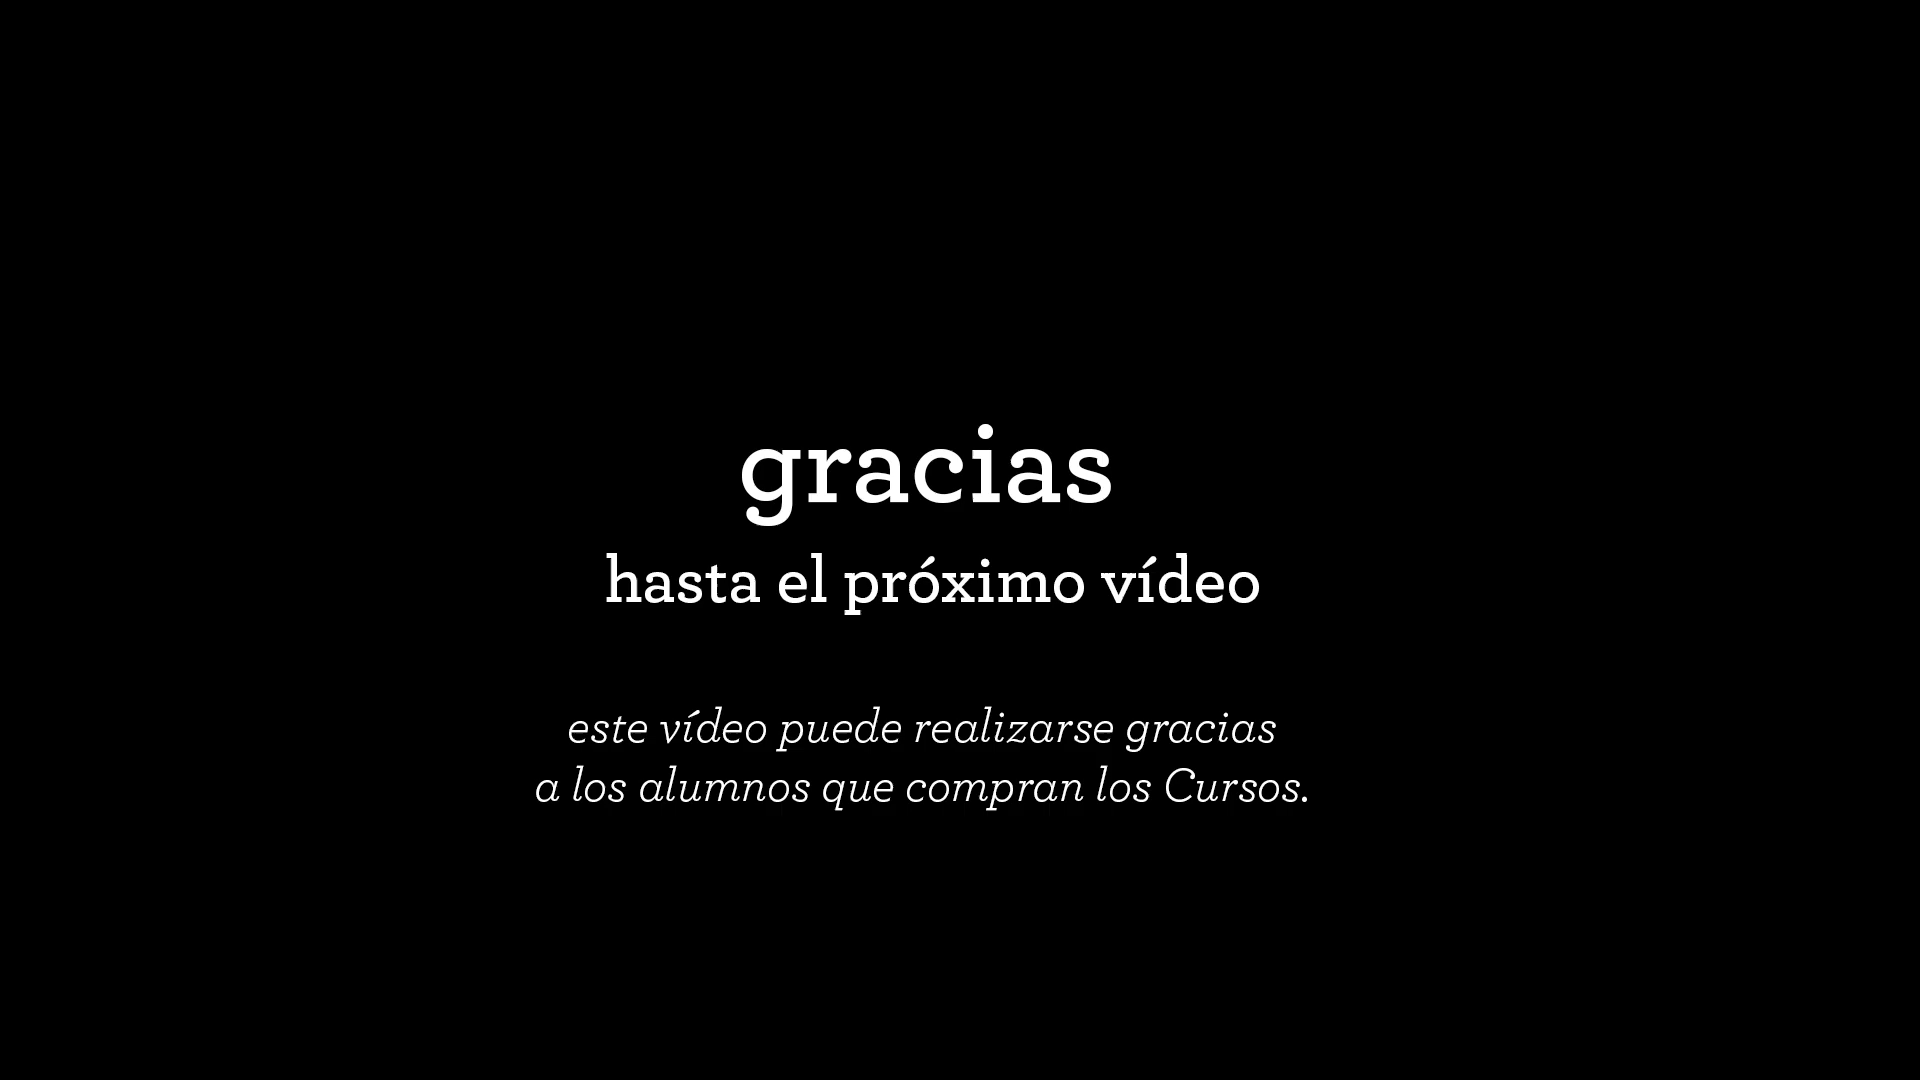 gracias
hasta el próximo vídeo
este vídeo puede realizarse gracias
a los alumnos que compran los Cursos.